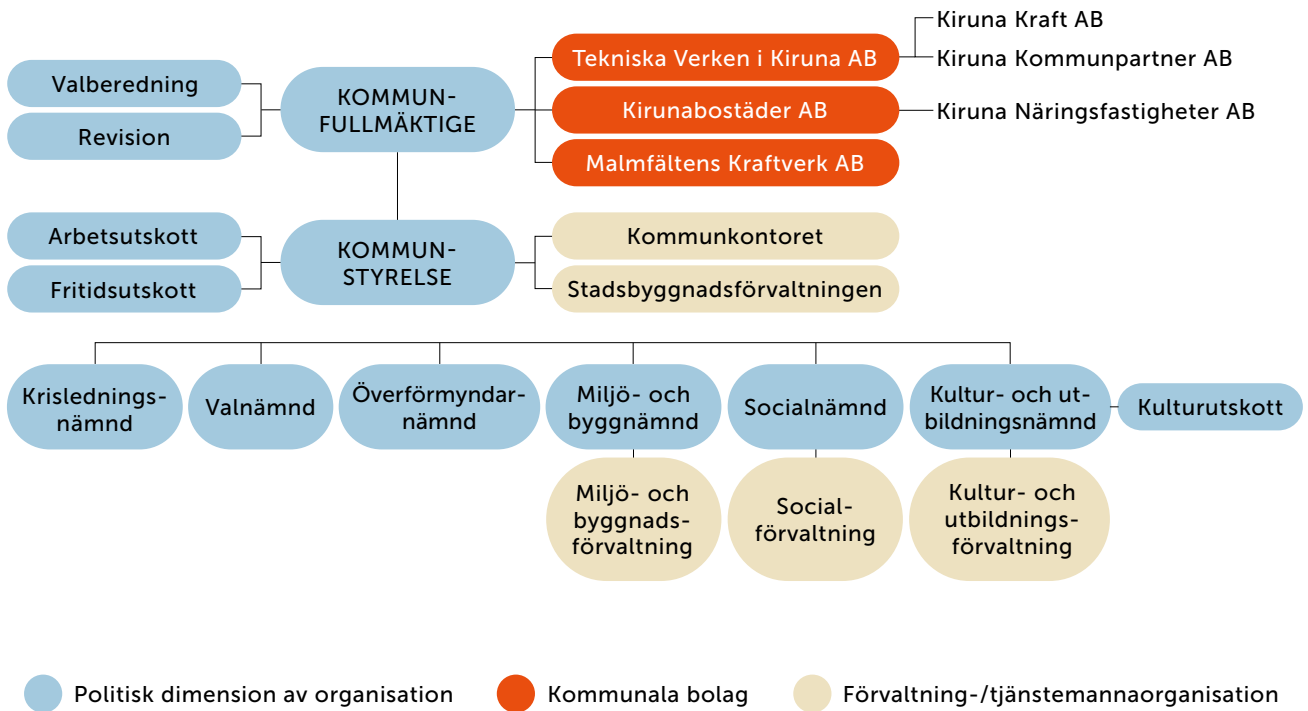 Valberedning
Revision
KOMMUN-
FULLMÄKTIGE
Tekniska Verken i Kiruna AB
Kirunabostäder AB
Malmfältens Kraftverk AB
Kiruna Kraft AB
Kiruna Kommunpartner AB
Kiruna Näringsfastigheter AB
Arbetsutskott
Fritidsutskott
KOMMUN-
STYRELSE
Kommunkontoret
Stadsbyggnadsförvaltningen
Krislednings-
nämnd
Valnämnd
Överförmyndar-
nämnd
Miljö- och
byggnämnd
Socialnämnd
Kultur- och ut-
bildningsnämnd
Kulturutskott
Miljö- och
byggnads-
förvaltning
Social-
förvaltning
Kultur- och
utbildnings-
förvaltning
Politisk dimension av organisation
Kommunala bolag
Förvaltning-/tjänstemannaorganisation